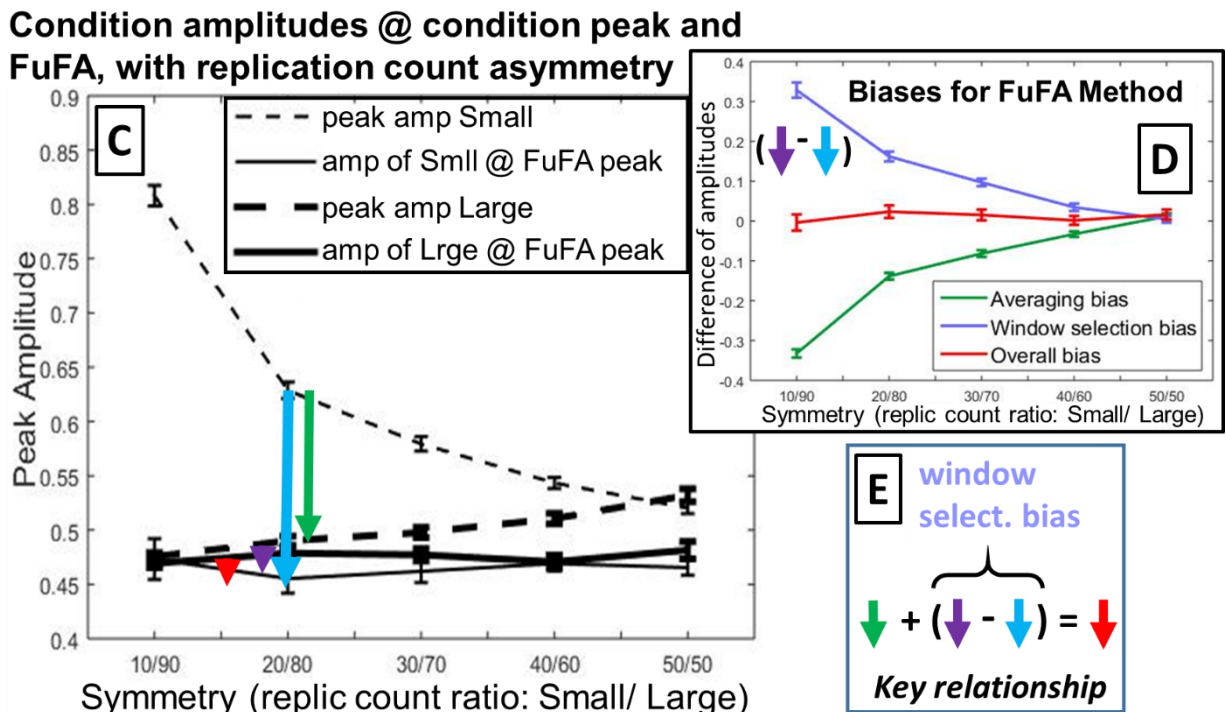 Condition amplitudes @ condition peak and
FuFA, with replication count asymmetry
C
peak amp Small
amp of Smll @ FuFA peak
peak amp Large
amp of Lrge @ FuFA peak
Peak Amplitude
0.9
0.85
0.8
0.75
0.7
0.65
0.6
0.55
0.5
0.45
0.4
10/90 20/80 30/70 40/60 50/50
Symmetry (replic count ratio: Small/ Large)
Biases for FuFA Method
D
( - )
Difference of amplitudes
0.4
0.3
0.2
0.1
0
-0.1
-0.2
-0.3
-0.4
Averaging bias
Window selection bias
Overall bias
10/90 20/80 30/70 40/60 50/50
Symmetry (replic count ratio: Small/ Large)
E
window
select. bias
+ ( - ) =
Key relationship